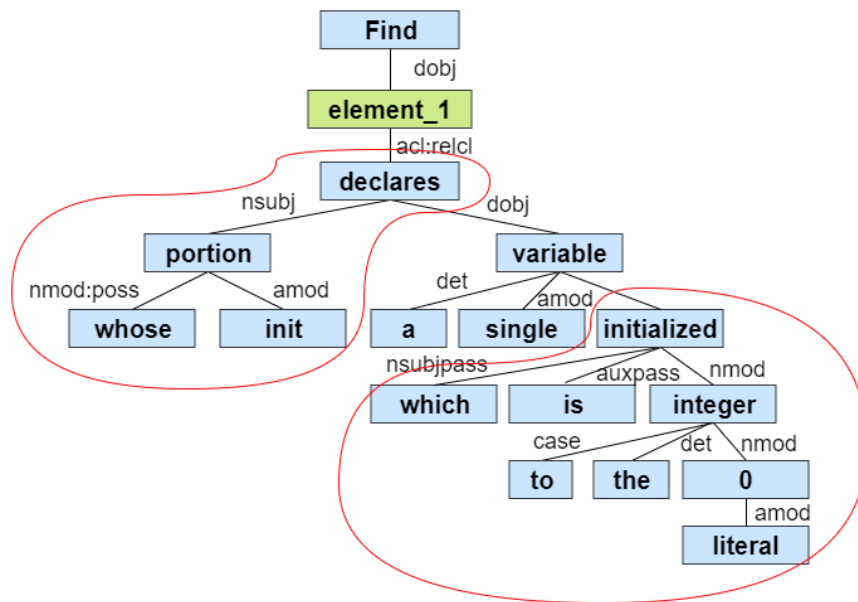 Find
dobj
element_1
acl:relcl
declares
nsubj dobj
portion variable
nmod:poss amod det amod
whose init a single initialized
nsubjpass auxpass nmod
which is integer
case det nmod
to the 0
amod
literal